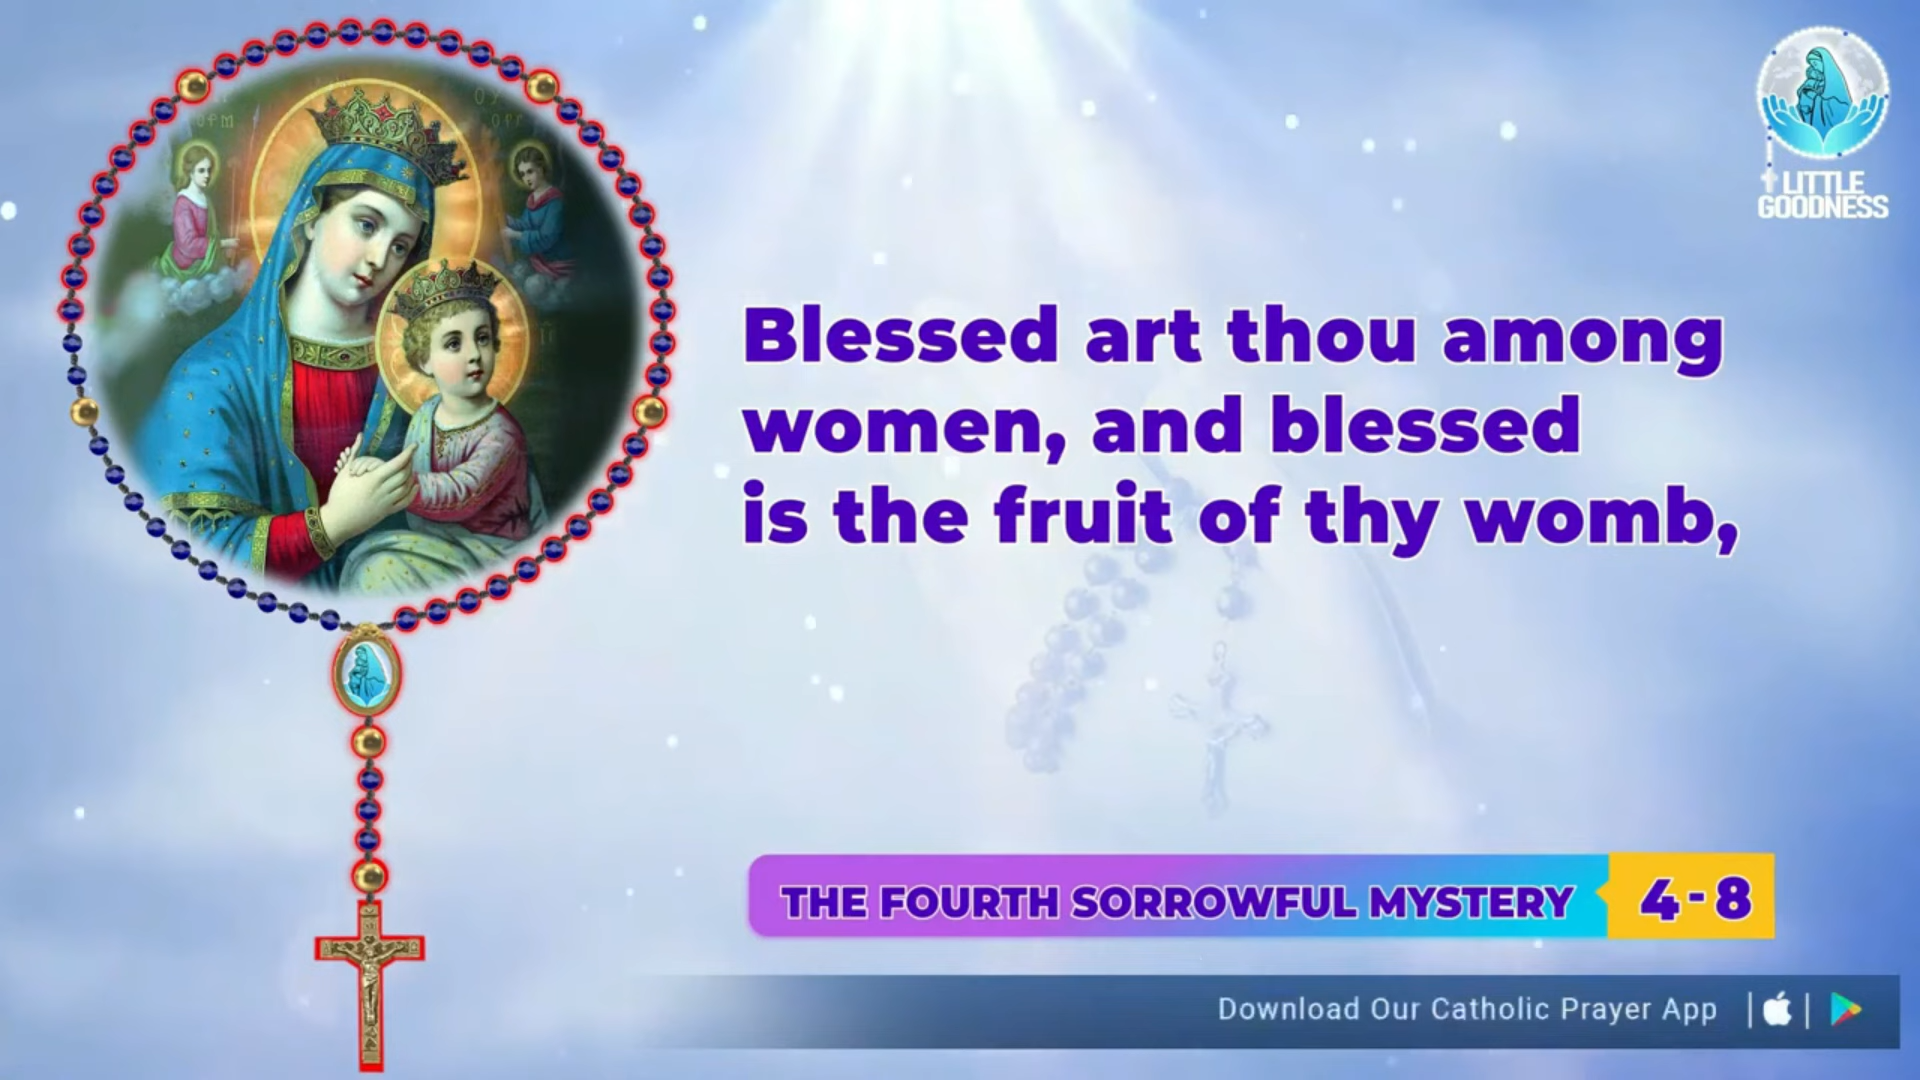 LITTLE
GOODNESS
Blessed art thou among
women, and blessed
is the fruit of thy womb,
THE FOURTH SORROWFUL MYSTERY 4-8
Download Our Catholic Prayer App